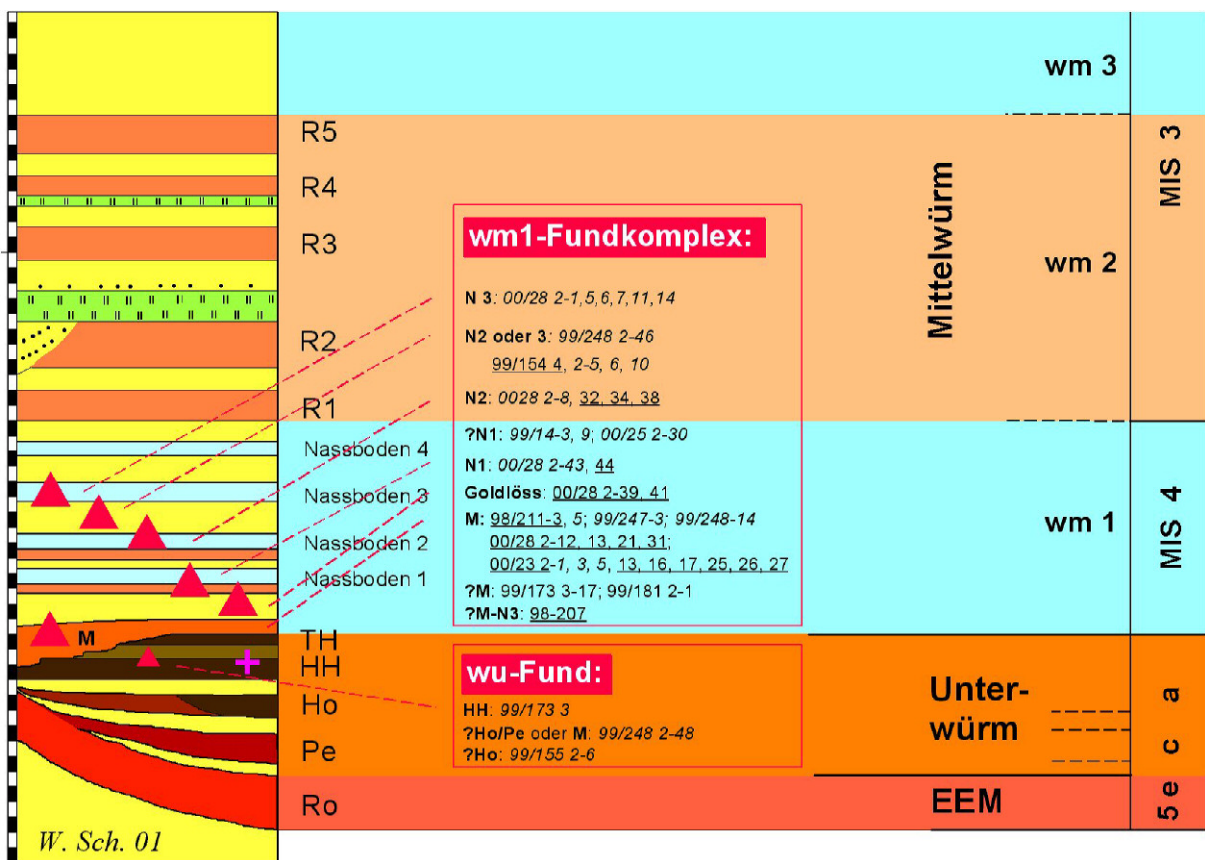 wm 3
R5
R4
R3
R2
R1
Nassboden 4
Nassboden 3
Nassboden 2
Nassboden 1
M
TH
HH
Ho
Pe
Ro
W. Sch. 01
wm1-Fundkomplex:
N 3: 00/28 2-1,5,6,7,11,14
N2 oder 3: 99/248 2-46
99/154 4, 2-5, 6, 10
N2: 0028 2-8, 32, 34, 38
?N1: 99/14-3, 9; 00/25 2-30
N1: 00/28 2-43, 44
Goldlöss: 00/28 2-39, 41
M: 98/211-3, 5; 99/247-3; 99/248-14
00/28 2-12, 13, 21, 31;
00/23 2-1, 3, 5, 13, 16, 17, 25, 26, 27
?M: 99/173 3-17; 99/181 2-1
?M-N3: 98-207
wu-Fund:
HH: 99/173 3
?Ho/Pe oder M: 99/248 2-48
?Ho: 99/155 2-6
Mittelwürm
wm 2
wm 1
Unter-
würm
EEM
MIS 3
MIS 4
a
c
5 e